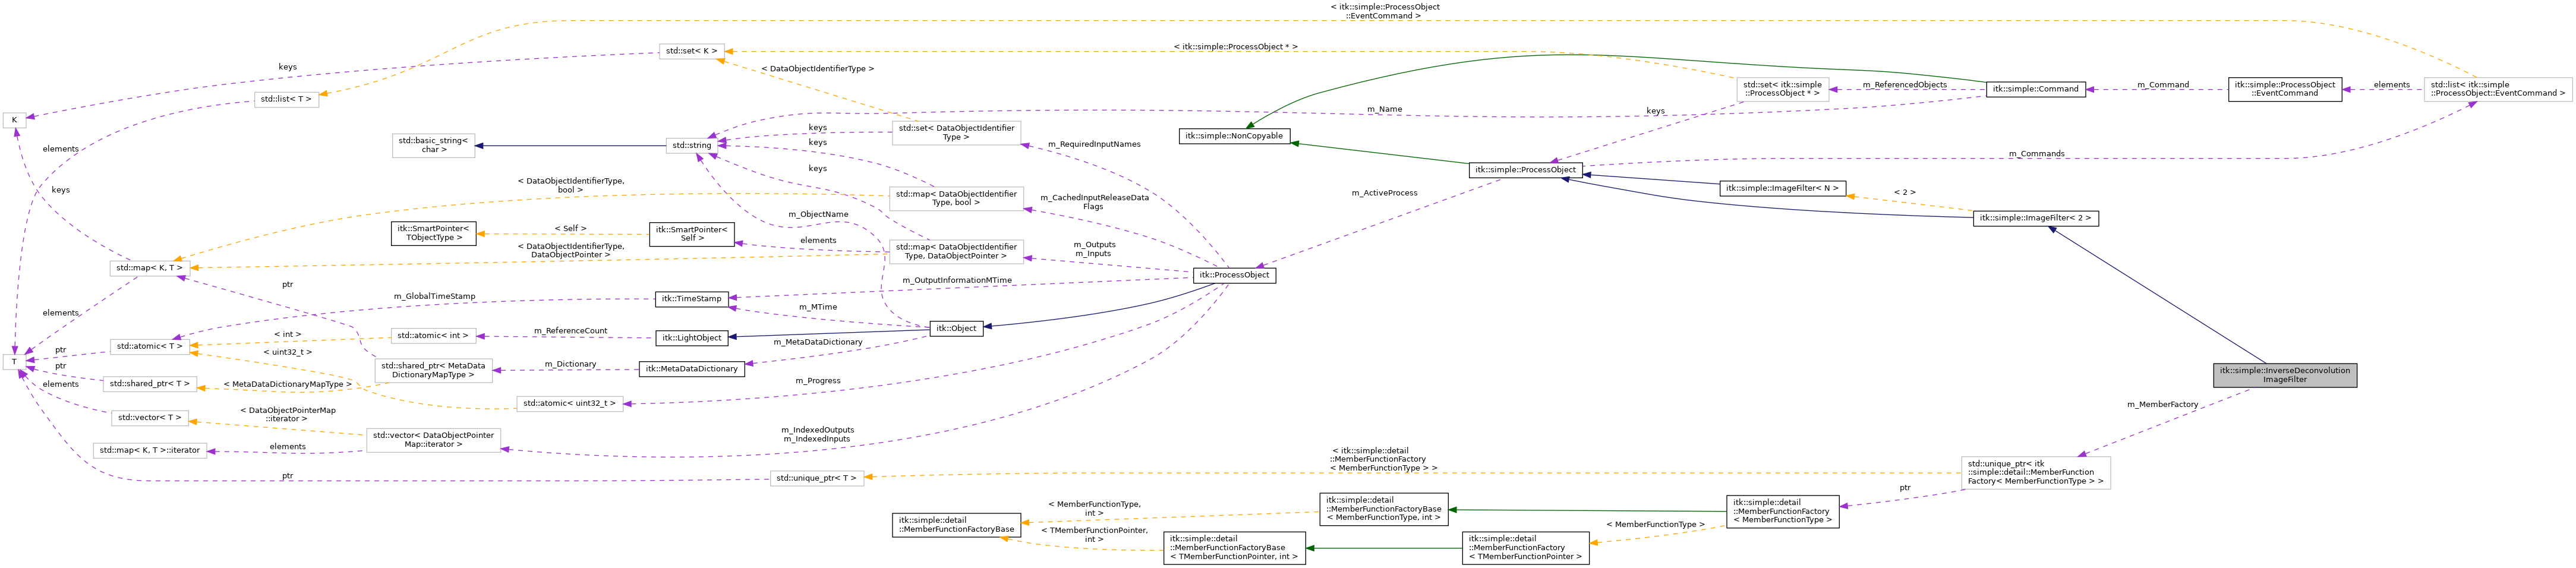 < itk::simple::ProcessObject
::EventCommand >
std::set< K >
< itk::simple::ProcessObject * >
keys
< DataObjectIdentifierType >
std::set< itk::simple
::ProcessObject * >
m_ReferencedObjects
itk::simple::Command
m_Command
itk::simple::ProcessObject
::EventCommand
elements
std::list< itk::simple
::ProcessObject::EventCommand >
std::list< T >
m_Name
keys
K
std::set< DataObjectIdentifier
Type >
keys
itk::simple::NonCopyable
std::basic_string<
char >
std::string
keys
m_RequiredInputNames
elements
m_Commands
keys
itk::simple::ProcessObject
< DataObjectIdentifierType,
bool >
keys
m_ActiveProcess
itk::simple::ImageFilter< N >
< 2 >
std::map< DataObjectIdentifier
Type, bool >
m_CachedInputReleaseData
Flags
m_ObjectName
itk::simple::ImageFilter< 2 >
itk::SmartPointer<
TObjectType >
< Self >
itk::SmartPointer<
Self >
elements
< DataObjectIdentifierType,
DataObjectPointer >
std::map< DataObjectIdentifier
Type, DataObjectPointer >
m_Outputs
m_Inputs
std::map< K, T >
itk::ProcessObject
ptr
m_OutputInformationMTime
m_GlobalTimeStamp
itk::TimeStamp
m_MTime
elements
< int >
std::atomic< int >
m_ReferenceCount
itk::LightObject
itk::Object
std::atomic< T >
m_MetaDataDictionary
ptr
< uint32_t >
T
std::shared_ptr< MetaData
DictionaryMapType >
m_Dictionary
itk::MetaDataDictionary
ptr
itk::simple::InverseDeconvolution
ImageFilter
std::shared_ptr< T >
< MetaDataDictionaryMapType >
m_Progress
elements
std::atomic< uint32_t >
m_MemberFactory
std::vector< T >
< DataObjectPointerMap
::iterator >
std::vector< DataObjectPointer
Map::iterator >
m_IndexedOutputs
m_IndexedInputs
std::map< K, T >::iterator
elements
< itk::simple::detail
::MemberFunctionFactory
< MemberFunctionType > >
std::unique_ptr< itk
::simple::detail::MemberFunction
Factory< MemberFunctionType > >
ptr
std::unique_ptr< T >
ptr
itk::simple::detail
::MemberFunctionFactoryBase
< MemberFunctionType,
int >
itk::simple::detail
::MemberFunctionFactoryBase
< MemberFunctionType, int >
itk::simple::detail
::MemberFunctionFactory
< MemberFunctionType >
< TMemberFunctionPointer,
int >
itk::simple::detail
::MemberFunctionFactoryBase
< TMemberFunctionPointer, int >
itk::simple::detail
::MemberFunctionFactory
< TMemberFunctionPointer >
< MemberFunctionType >